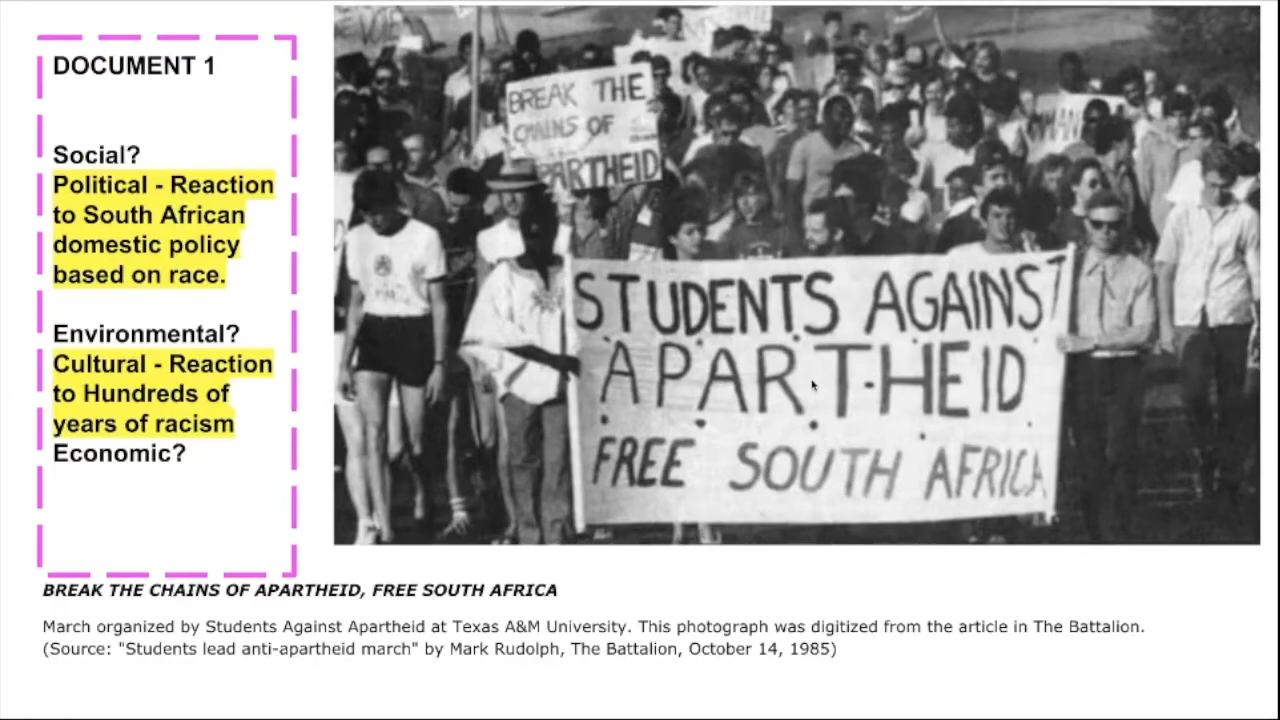 DOCUMENT 1
Social?
Political - Reaction
to South African
domestic policy
based on race.
Environmental?
Cultural - Reaction
to Hundreds of
years of racism
Economic?
BREAK THE
CHAINS OF
APARTHEID
STUDENTS AGAINST
APARTHEID
FREE SOUTH AFRICA
BREAK THE CHAINS OF APARTHEID, FREE SOUTH AFRICA
March organized by Students Against Apartheid at Texas A&M University. This photograph was digitized from the article in The Battalion.
(Source: "Students lead anti-apartheid march" by Mark Rudolph, The Battalion, October 14, 1985)